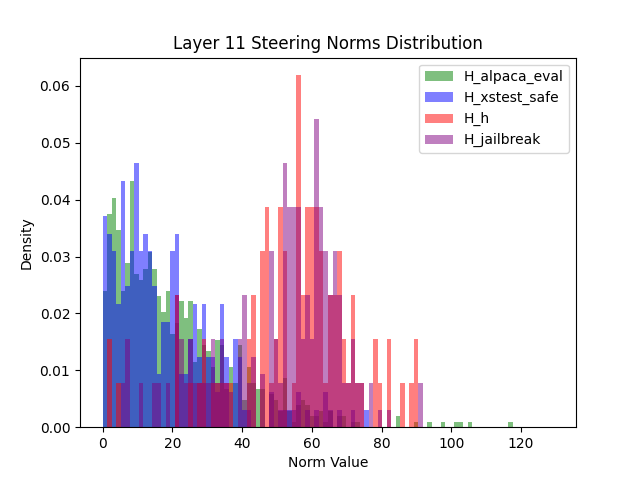 Layer 11 Steering Norms Distribution
H_alpaca_eval
H_xstest_safe
H_h
H_jailbreak
0.06
0.05
0.04
0.03
0.02
0.01
0.00
Density
0 20 40 60 80 100 120
Norm Value